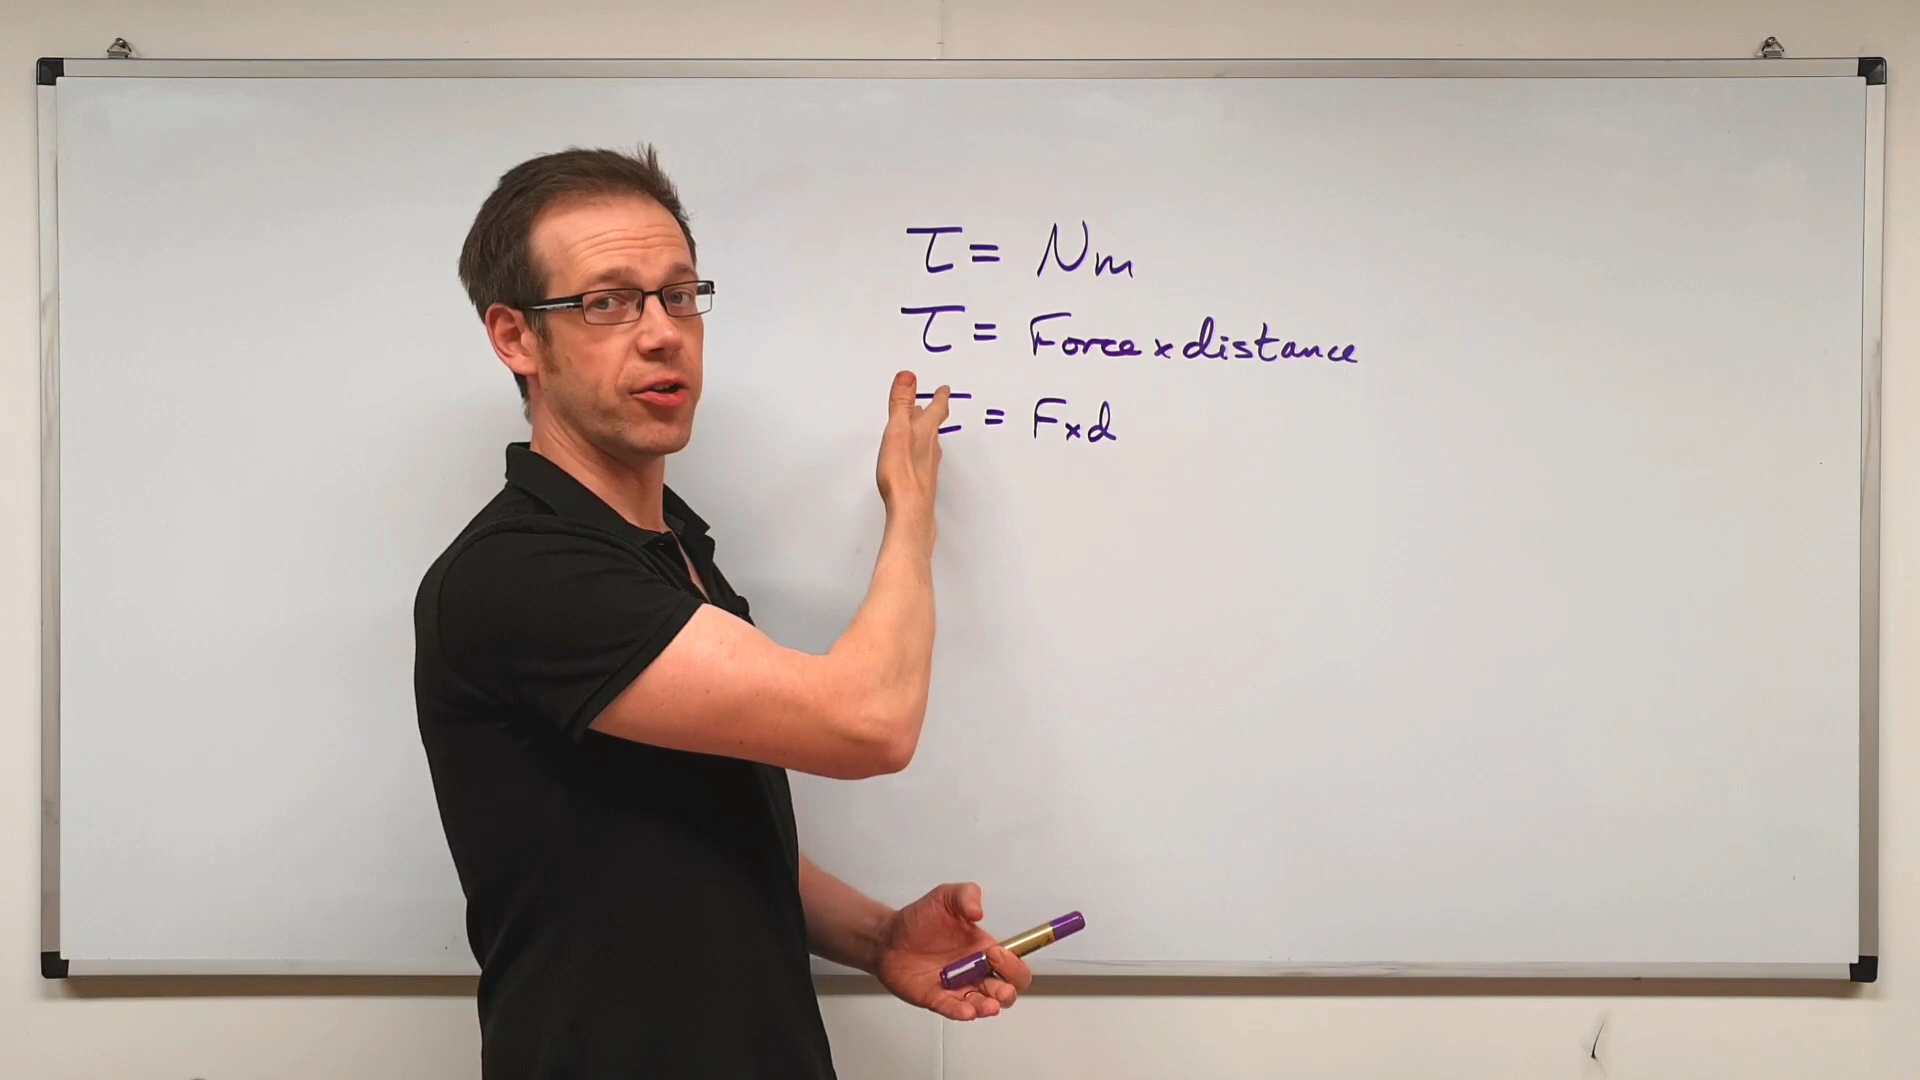 τ = Nm
τ = Force x distance
τ = F x d